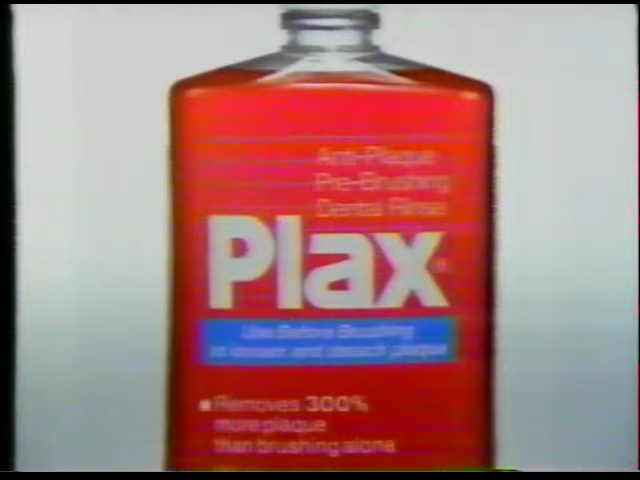 Anti-Plaque
Pre-Brushing
Dental Rinse
Plax
Use Before Brushing
to loosen and detach plaque
Removes 300%
more plaque
than brushing alone